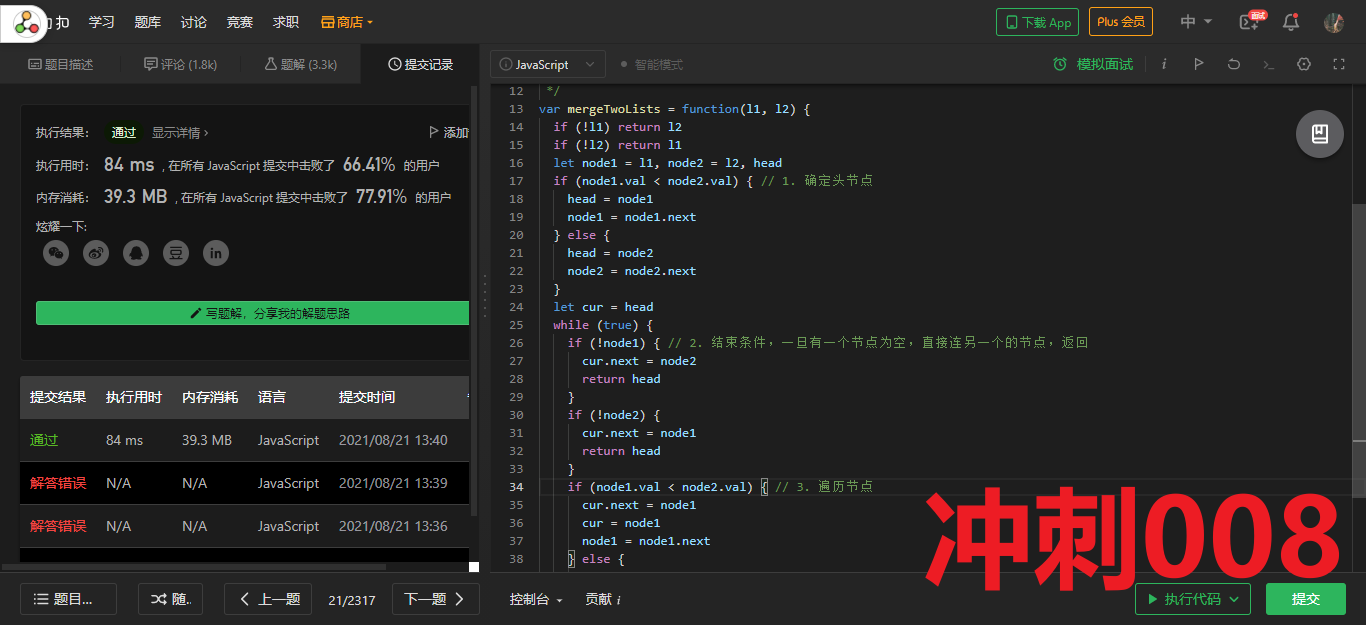 扣 学习 题库 讨论 竞赛 求职 商店 下载 App Plus 会员 中 面试
题目描述 评论 (1.8k) 题解 (3.3k) 提交记录
执行结果： 通过 显示详情 › 添加
执行用时： 84 ms , 在所有 JavaScript 提交中击败了 66.41% 的用户
内存消耗： 39.3 MB , 在所有 JavaScript 提交中击败了 77.91% 的用户
炫耀一下:
豆 in
写题解，分享我的解题思路
提交结果 执行用时 内存消耗 语言 提交时间
通过 84 ms 39.3 MB JavaScript 2021/08/21 13:40
解答错误 N/A N/A JavaScript 2021/08/21 13:39
解答错误 N/A N/A JavaScript 2021/08/21 13:36
题目... 随. 上一题 21/2317 下一题
i JavaScript 智能模式 模拟面试 i
12 */
13 var mergeTwoLists = function(l1, l2) {
14 if (!l1) return l2
15 if (!l2) return l1
16 let node1 = l1, node2 = l2, head
17 if (node1.val < node2.val) { // 1. 确定头节点
18 head = node1
19 node1 = node1.next
20 } else {
21 head = node2
22 node2 = node2.next
23 }
24 let cur = head
25 while (true) {
26 if (!node1) { // 2. 结束条件，一旦有一个节点为空，直接连另一个的节点，返回
27 cur.next = node2
28 return head
29 }
30 if (!node2) {
31 cur.next = node1
32 return head
33 }
34 if (node1.val < node2.val) { // 3. 遍历节点
35 cur.next = node1
36 cur = node1
37 node1 = node1.next
38 } else {
冲刺008
控制台 贡献 i 执行代码 提交